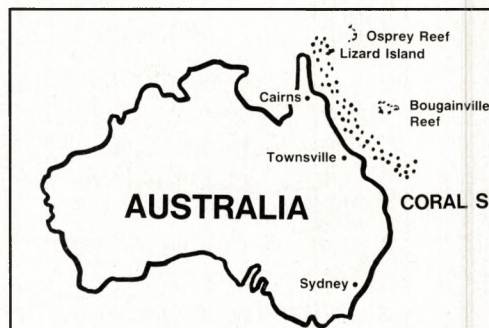 Osprey Reef
Lizard Island
Cairns
Bougainville
Reef
Townsville
AUSTRALIA
CORAL S
Sydney